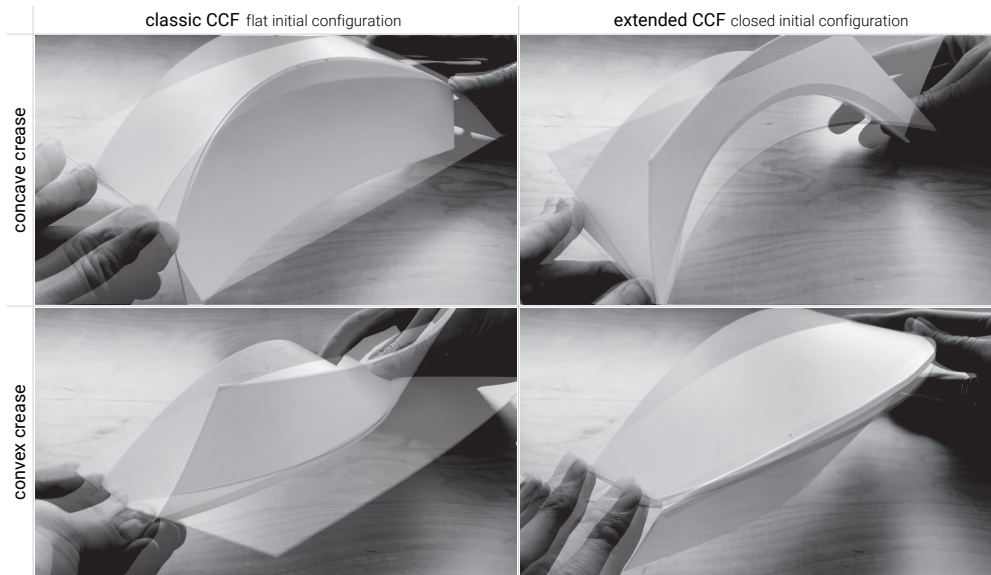 classic CCF flat initial configuration
extended CCF closed initial configuration
concave crease
convex crease